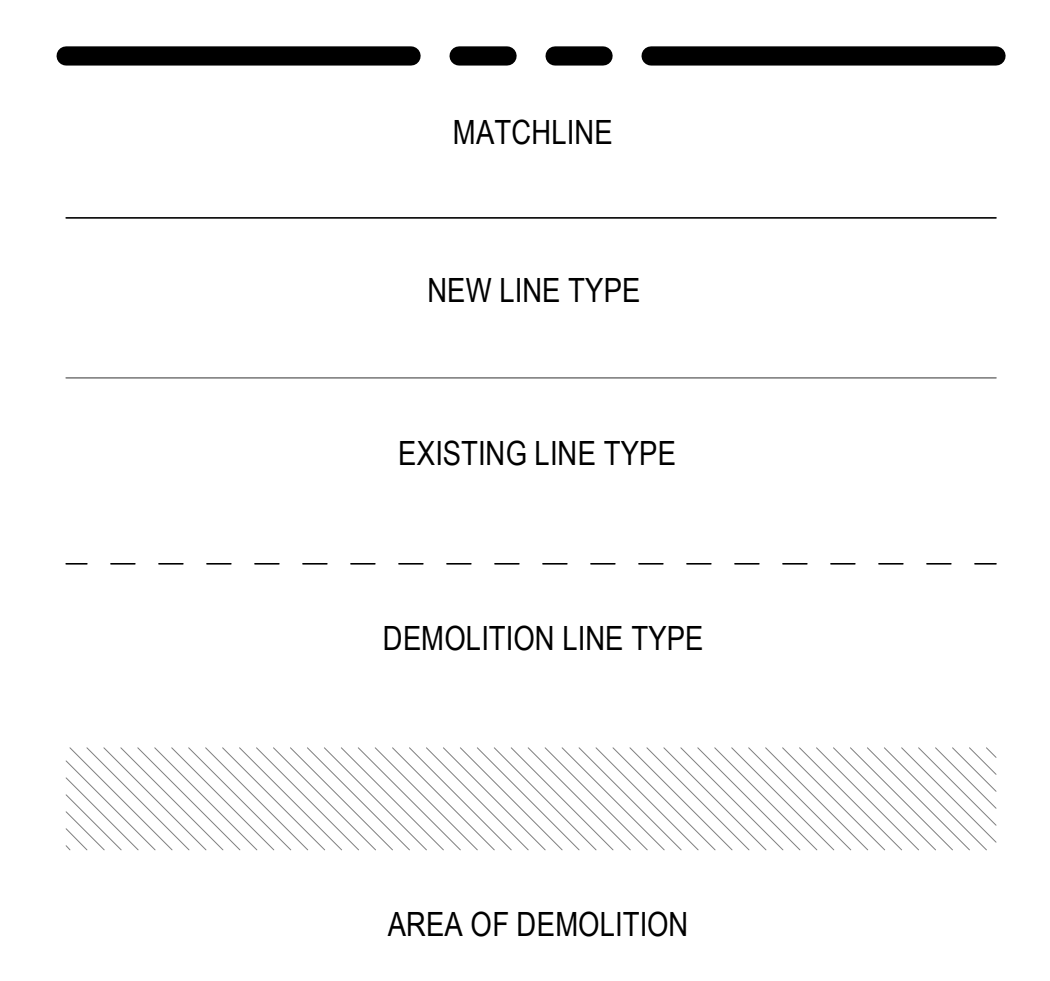 MATCHLINE
NEW LINE TYPE
EXISTING LINE TYPE
DEMOLITION LINE TYPE
AREA OF DEMOLITION